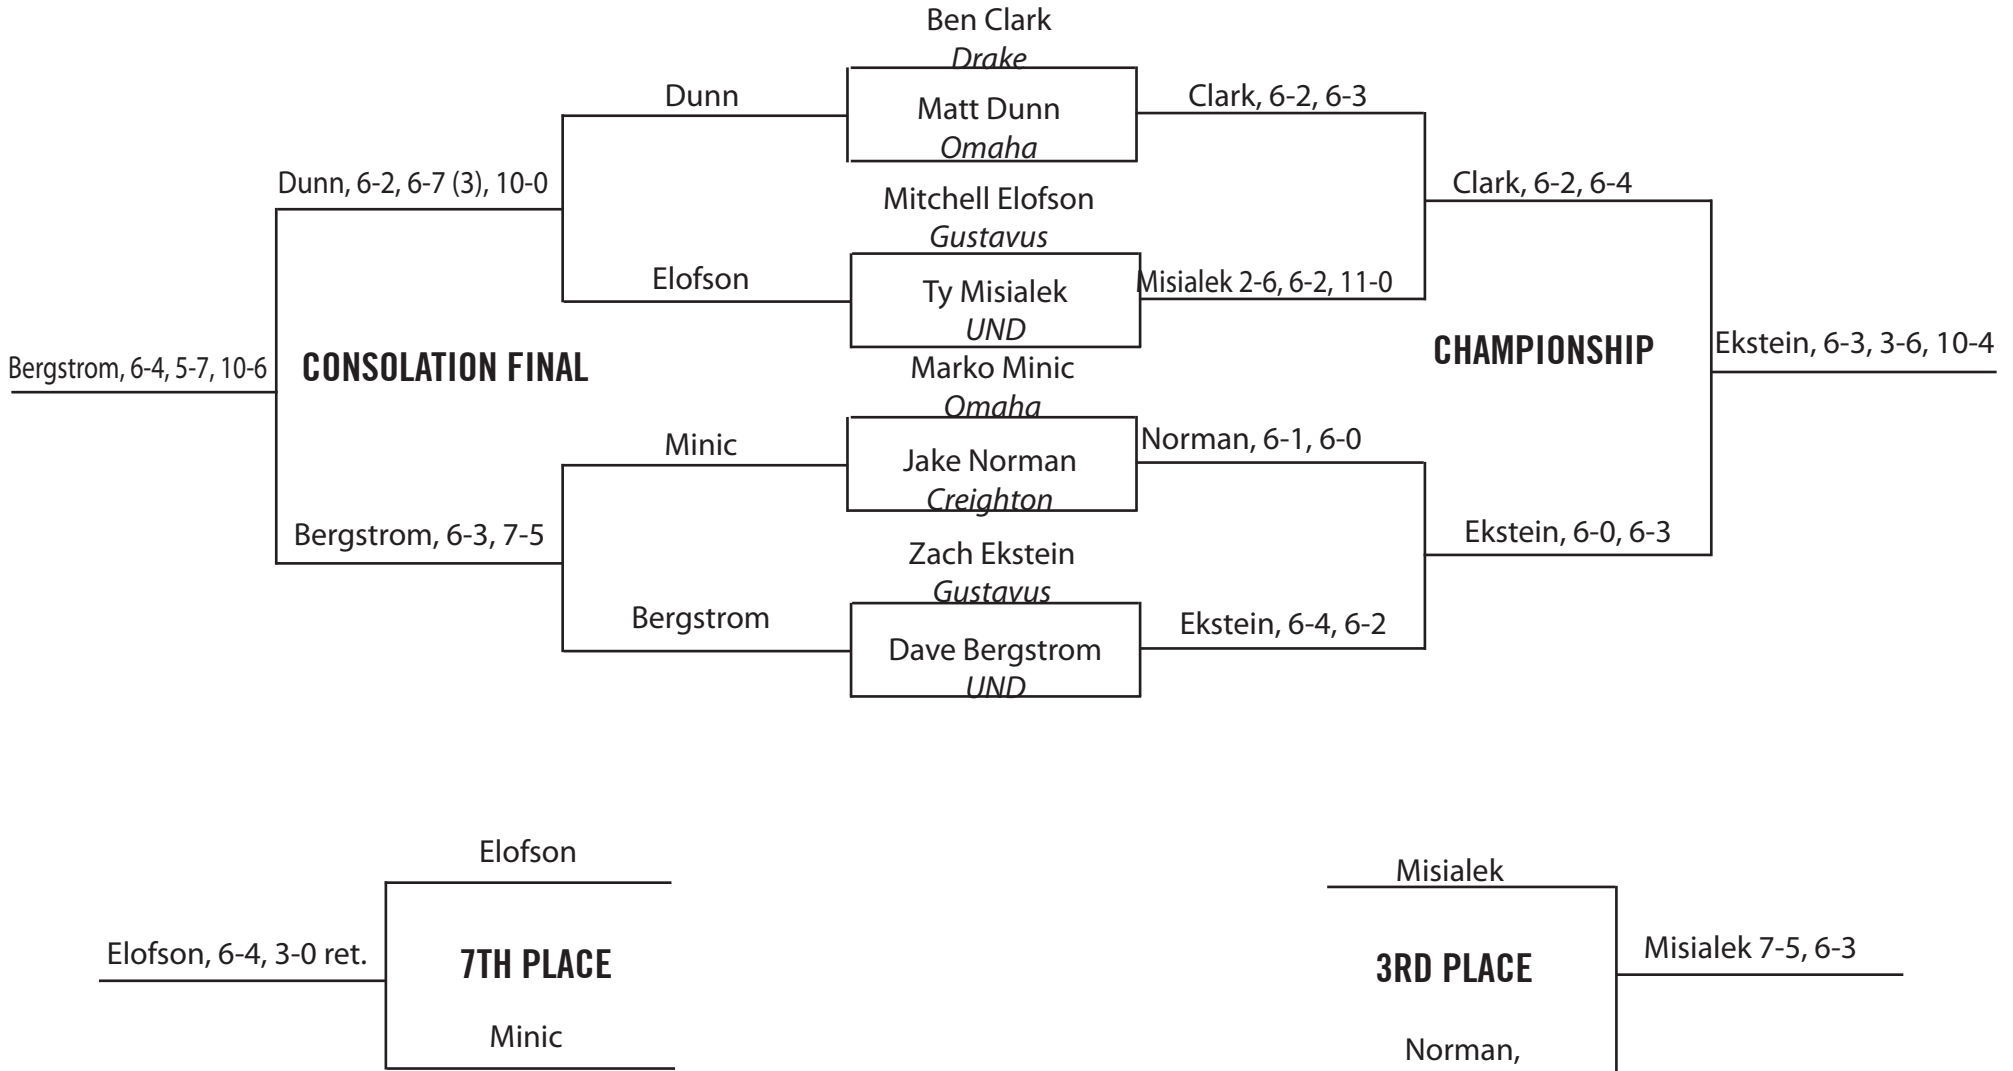 Ben Clark
Drake
Dunn
Matt Dunn
Omaha
Clark, 6-2, 6-3
Dunn, 6-2, 6-7 (3), 10-0
Clark, 6-2, 6-4
Mitchell Elofson
Gustavus
Elofson
Ty Misialek
UND
Misialek 2-6, 6-2, 11-0
Bergstrom, 6-4, 5-7, 10-6
CONSOLATION FINAL
CHAMPIONSHIP
Ekstein, 6-3, 3-6, 10-4
Marko Minic
Omaha
Minic
Jake Norman
Creighton
Norman, 6-1, 6-0
Bergstrom, 6-3, 7-5
Ekstein, 6-0, 6-3
Zach Ekstein
Gustavus
Bergstrom
Dave Bergstrom
UND
Ekstein, 6-4, 6-2
Elofson
Elofson, 6-4, 3-0 ret.
7TH PLACE
Minic
Misialek
3RD PLACE
Misialek 7-5, 6-3
Norman,